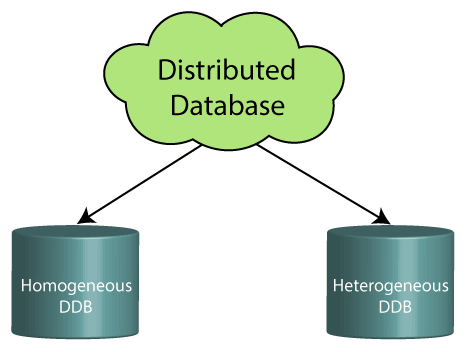 Distributed
Database
Homogeneous
DDB
Heterogeneous
DDB